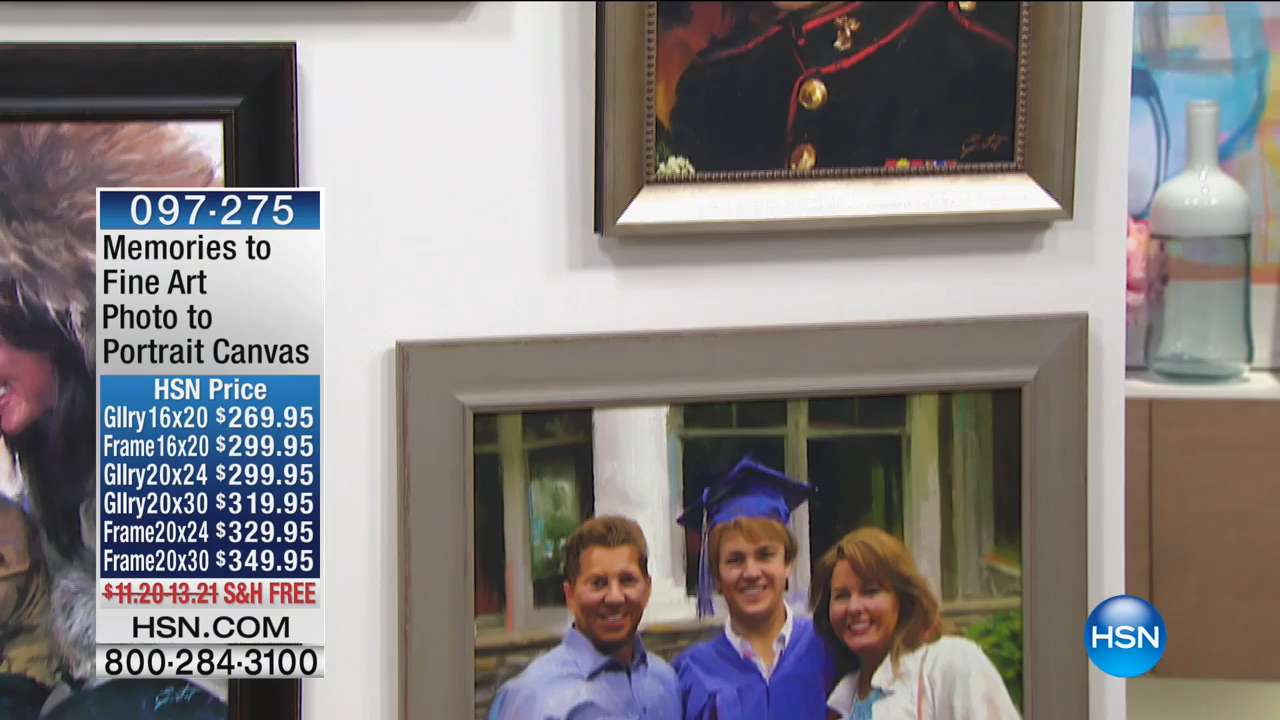 097·275
Memories to
Fine Art
Photo to
Portrait Canvas
HSN Price
Gllry16x20 $269.95
Frame16x20 $299.95
Gllry20x24 $299.95
Gllry20x30 $319.95
Frame20x24 $329.95
Frame20x30 $349.95
$11.20-13.21 S&H FREE
HSN.COM
800·284·3100
HSN